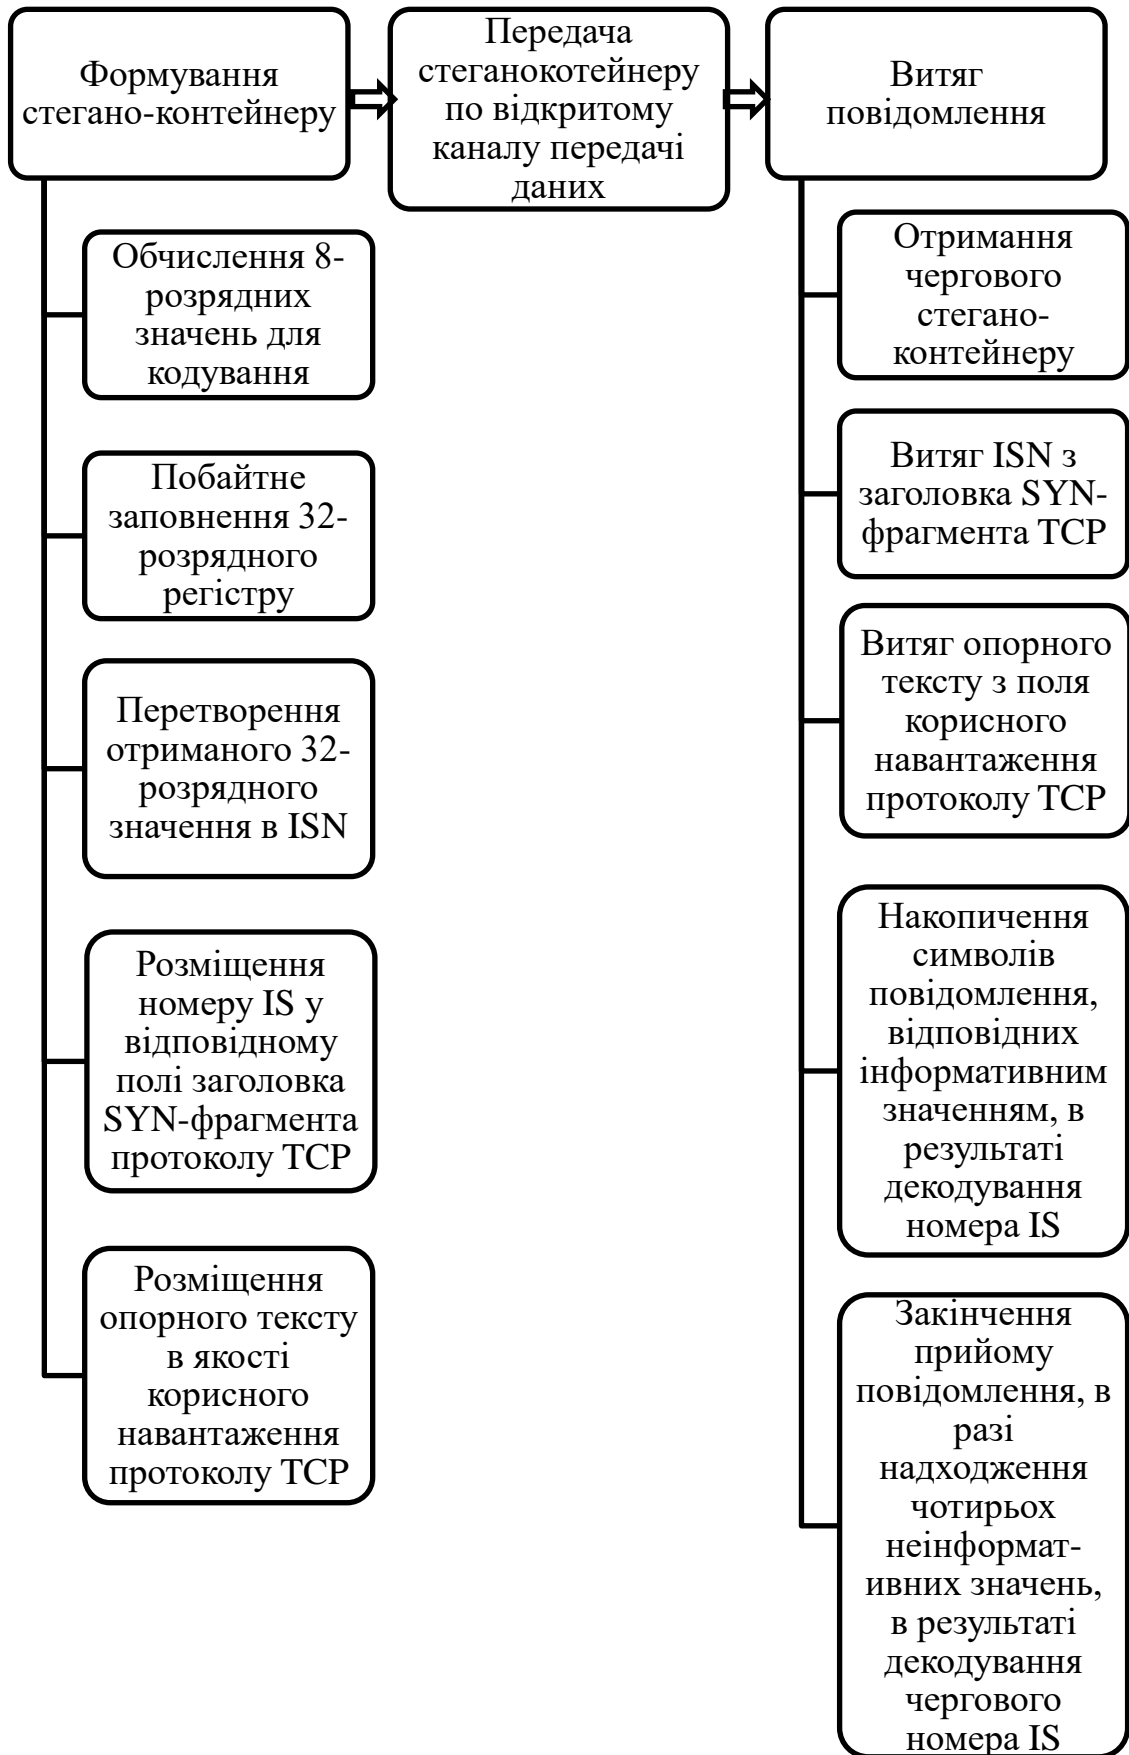 Формування
стегано-контейнеру
Передача
стеганокотейнеру
по відкритому
каналу передачі
даних
Витяг
повідомлення
Обчислення 8-
розрядних
значень для
кодування
Побайтне
заповнення 32-
розрядного
регістру
Перетворення
отриманого 32-
розрядного
значення в ISN
Розміщення
номеру IS у
відповідному
полі заголовка
SYN-фрагмента
протоколу TCP
Розміщення
опорного тексту
в якості
корисного
навантаження
протоколу TCP
Отримання
чергового
стегано-
контейнеру
Витяг ISN з
заголовка SYN-
фрагмента TCP
Витяг опорного
тексту з поля
корисного
навантаження
протоколу TCP
Накопичення
символів
повідомлення,
відповідних
інформативним
значенням, в
результаті
декодування
номера IS
Закінчення
прийому
повідомлення, в
разі
надходження
чотирьох
неінформат-
ивних значень,
в результаті
декодування
чергового
номера IS